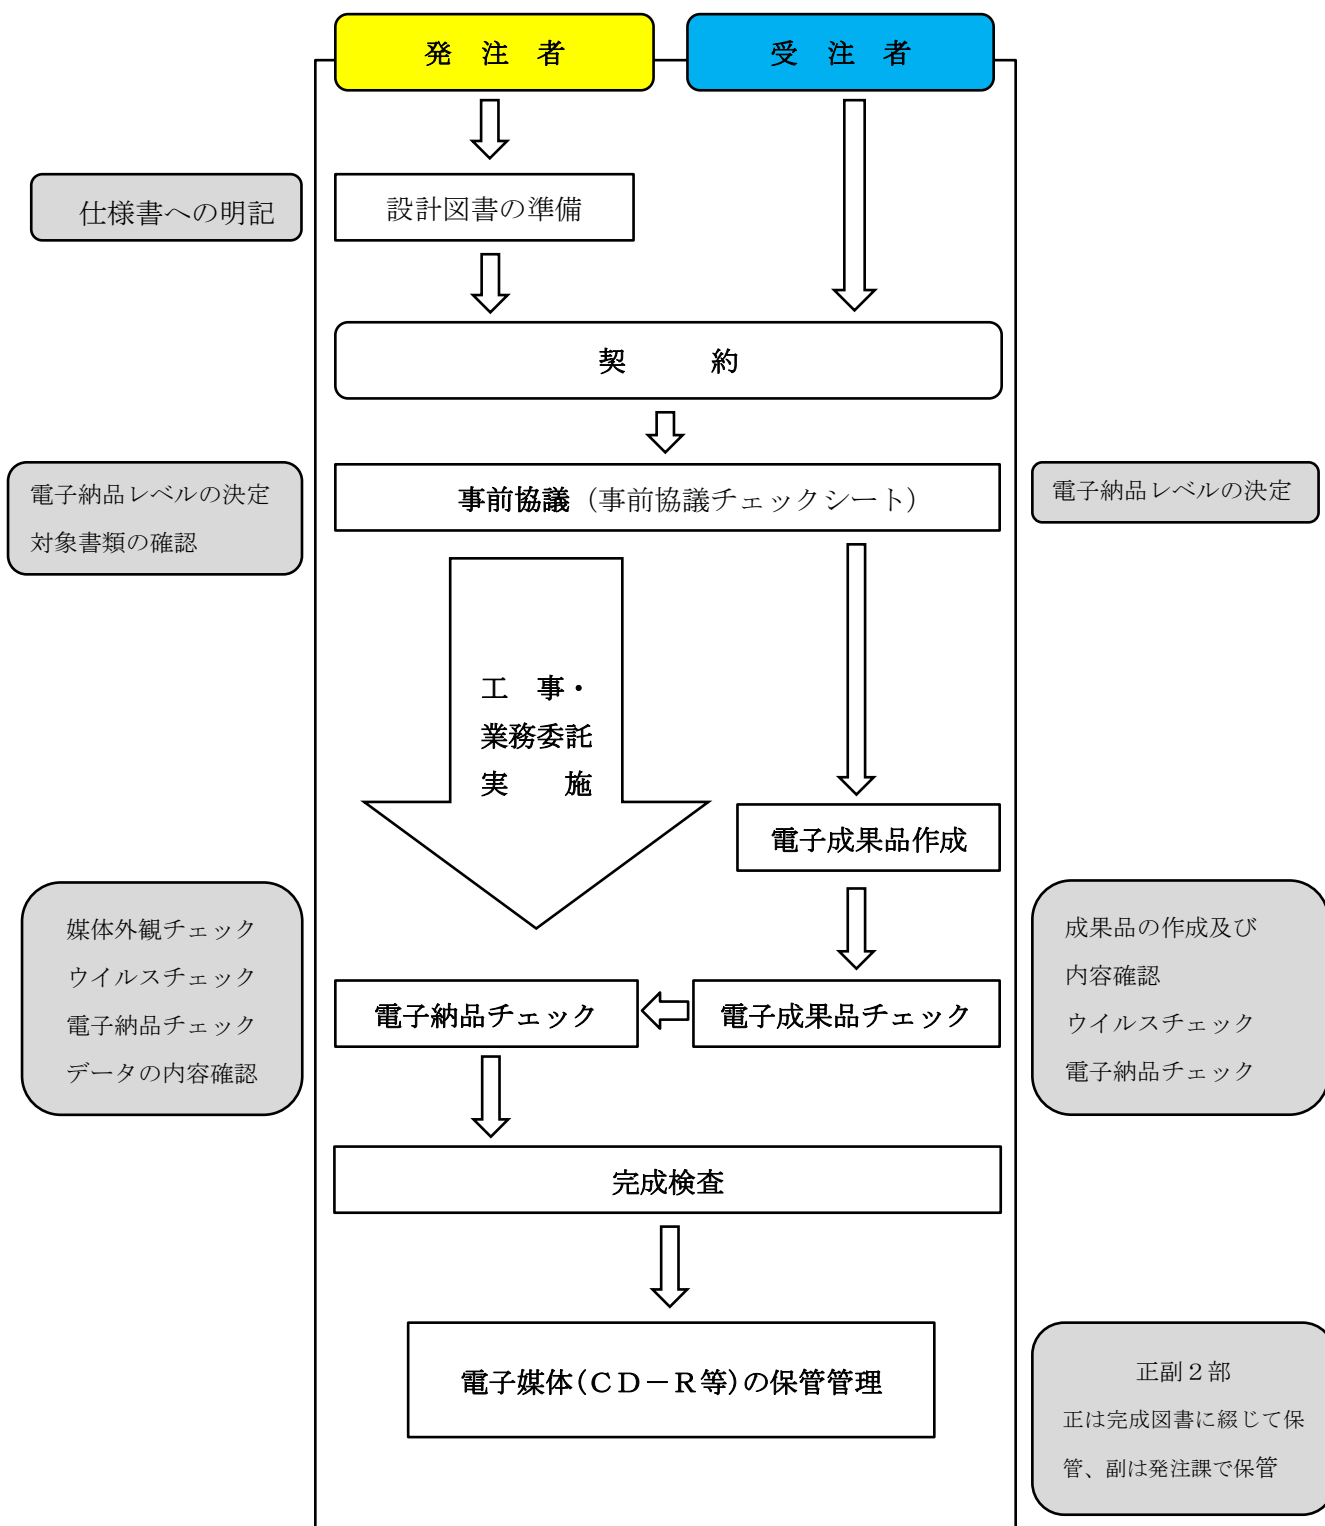 発　注　者
受　注　者
仕様書への明記
設計図書の準備
契　　　約
電子納品レベルの決定
対象書類の確認
事前協議（事前協議チェックシート）
電子納品レベルの決定
工　事・
業務委託
実　　施
電子成果品作成
媒体外観チェック
ウイルスチェック
電子納品チェック
データの内容確認
電子納品チェック
電子成果品チェック
成果品の作成及び
内容確認
ウイルスチェック
電子納品チェック
完成検査
電子媒体(ＣＤ－Ｒ等)の保管管理
正副２部
正は完成図書に綴じて保
管、副は発注課で保管